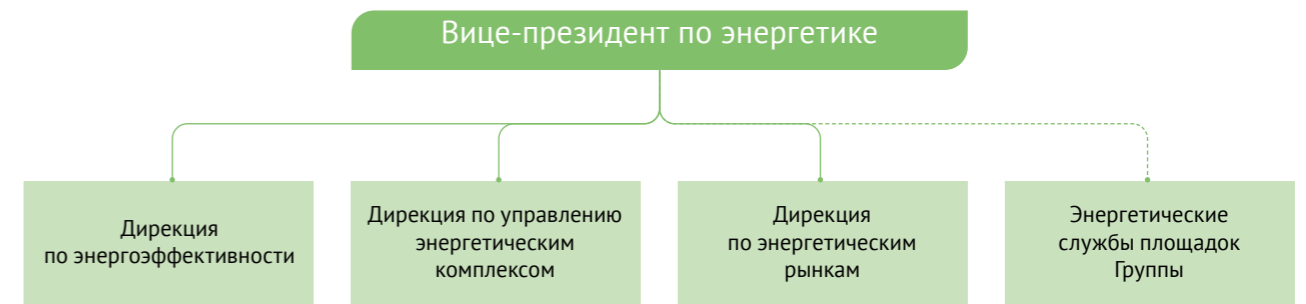 Вице-президент по энергетике
Дирекция
по энергоэффективности
Дирекция по управлению
энергетическим
комплексом
Дирекция
по энергетическим
рынкам
Энергетические
службы площадок
Группы